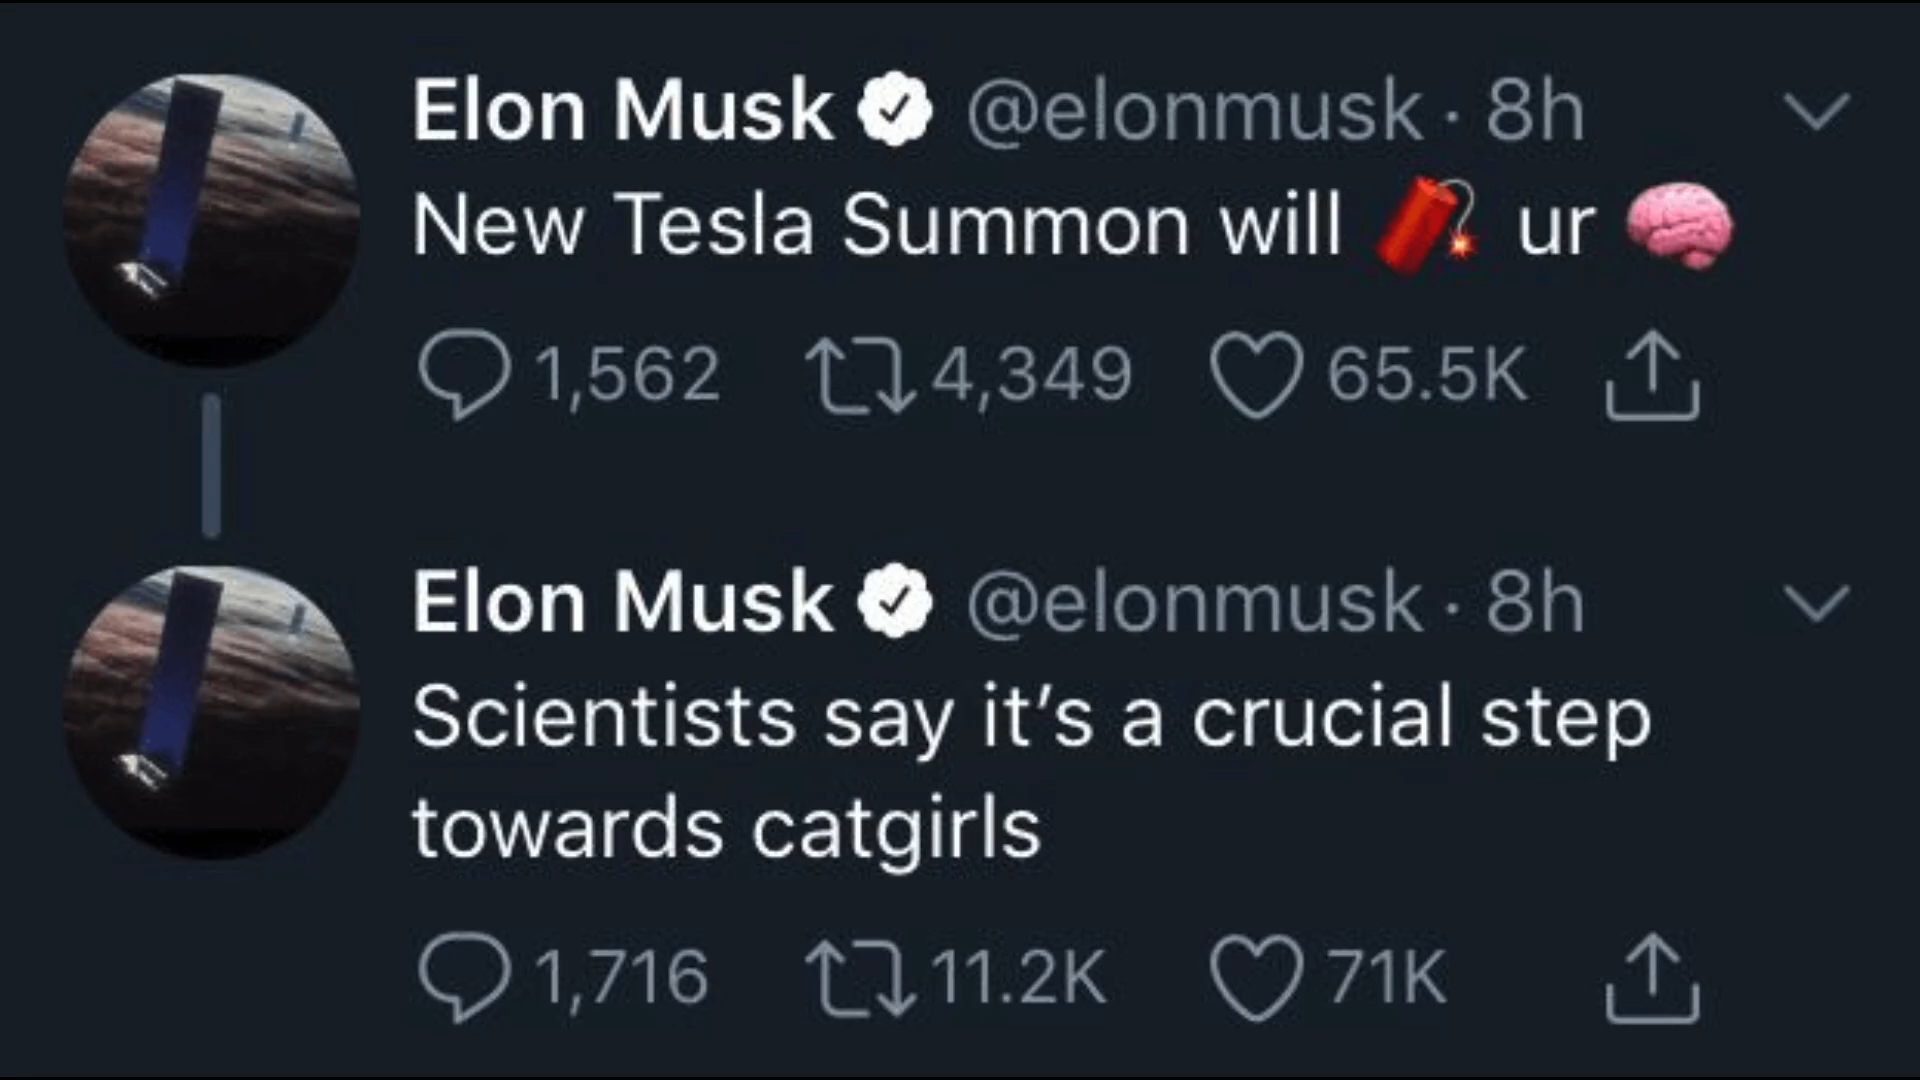 Elon Musk @elonmusk · 8h
New Tesla Summon will 🧨 ur 🧠
1,562 4,349 65.5K
Elon Musk @elonmusk · 8h
Scientists say it’s a crucial step
towards catgirls
1,716 11.2K 71K